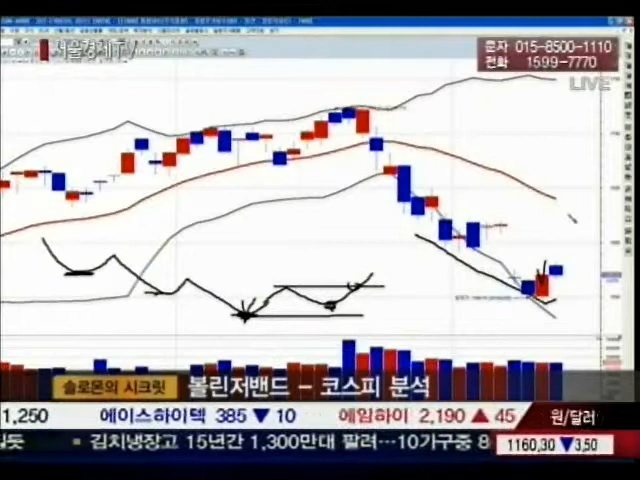 서울경제TV
문자 015-8500-1110
전화 1599-7770
LIVE
솔로몬의 시크릿 볼린저밴드 - 코스피 분석
1,250 에이스하이텍 385 ▼ 10 에임하이 2,190 ▲ 45 원/달러
릴듯 ▪ 김치냉장고 15년간 1,300만대 팔려...10가구중 8 1160,30 ▼3,50